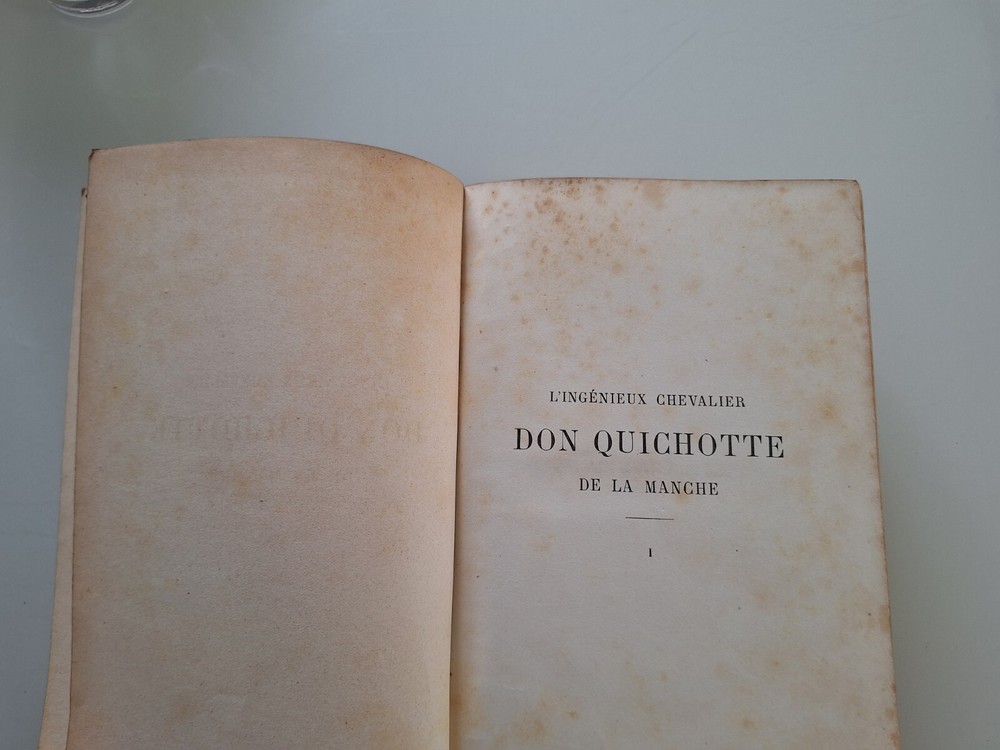 L'INGÉNIEUX CHEVALIER
DON QUICHOTTE
DE LA MANCHE
I